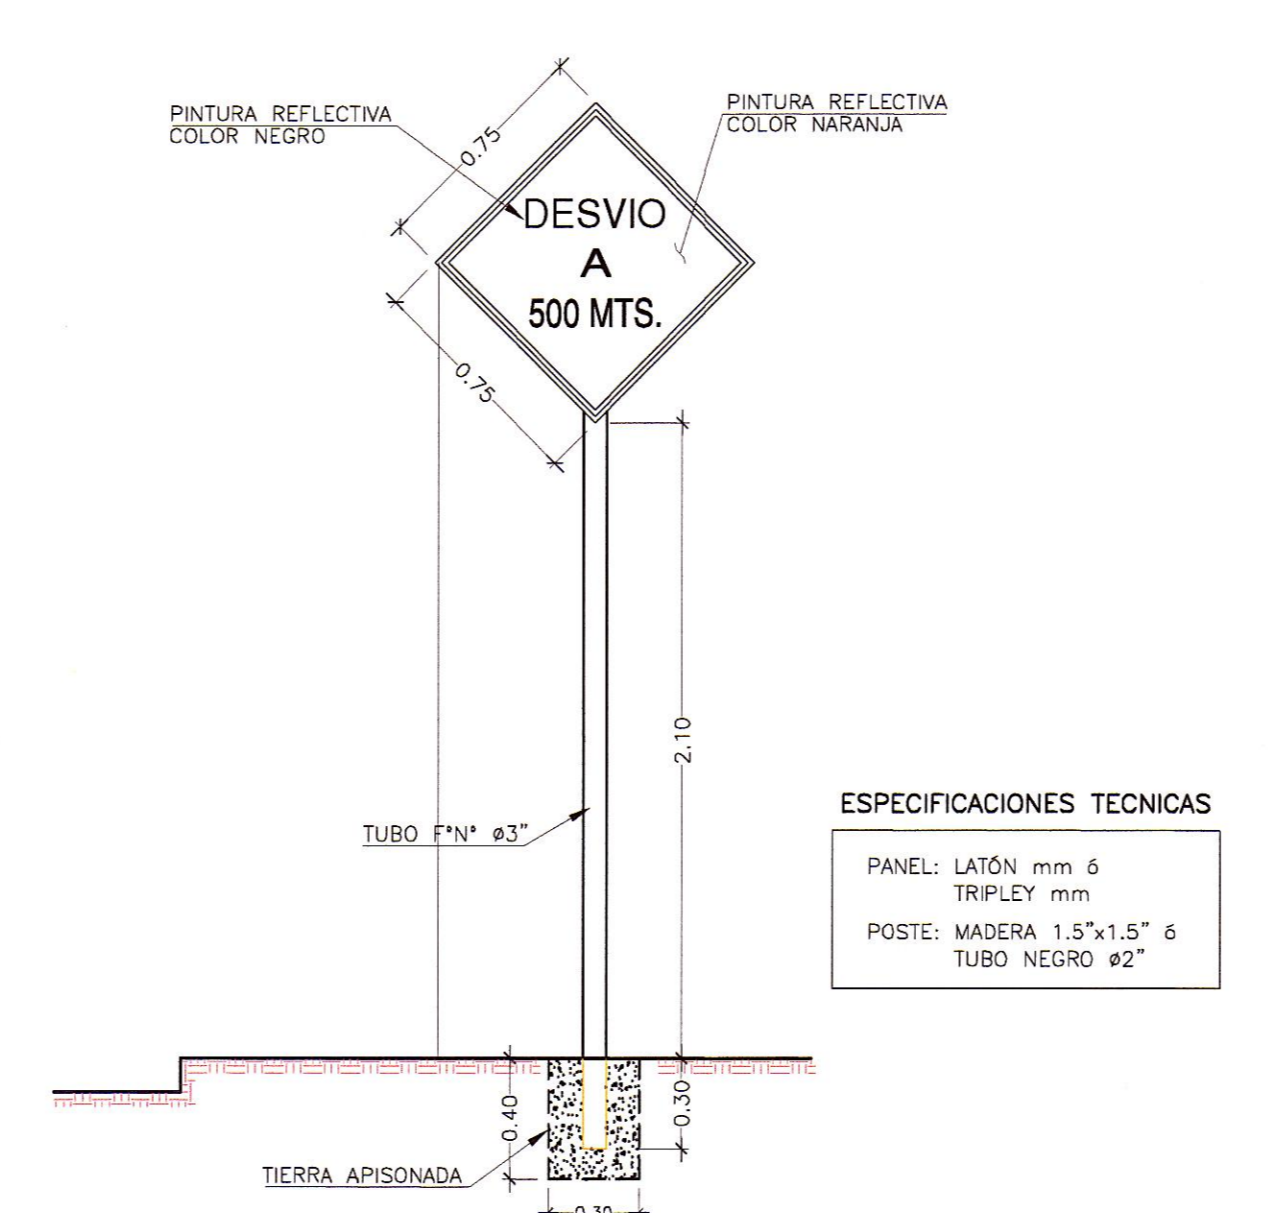 PINTURA REFLECTIVA
COLOR NEGRO
PINTURA REFLECTIVA
COLOR NARANJA
0.75
DESVIO
A
500 MTS.
0.75
2.10
TUBO F°N° ø3"
ESPECIFICACIONES TECNICAS
PANEL: LATÓN mm ó
TRIPLEY mm
POSTE: MADERA 1.5"x1.5" ó
TUBO NEGRO ø2"
0.40
0.30
TIERRA APISONADA
0.30